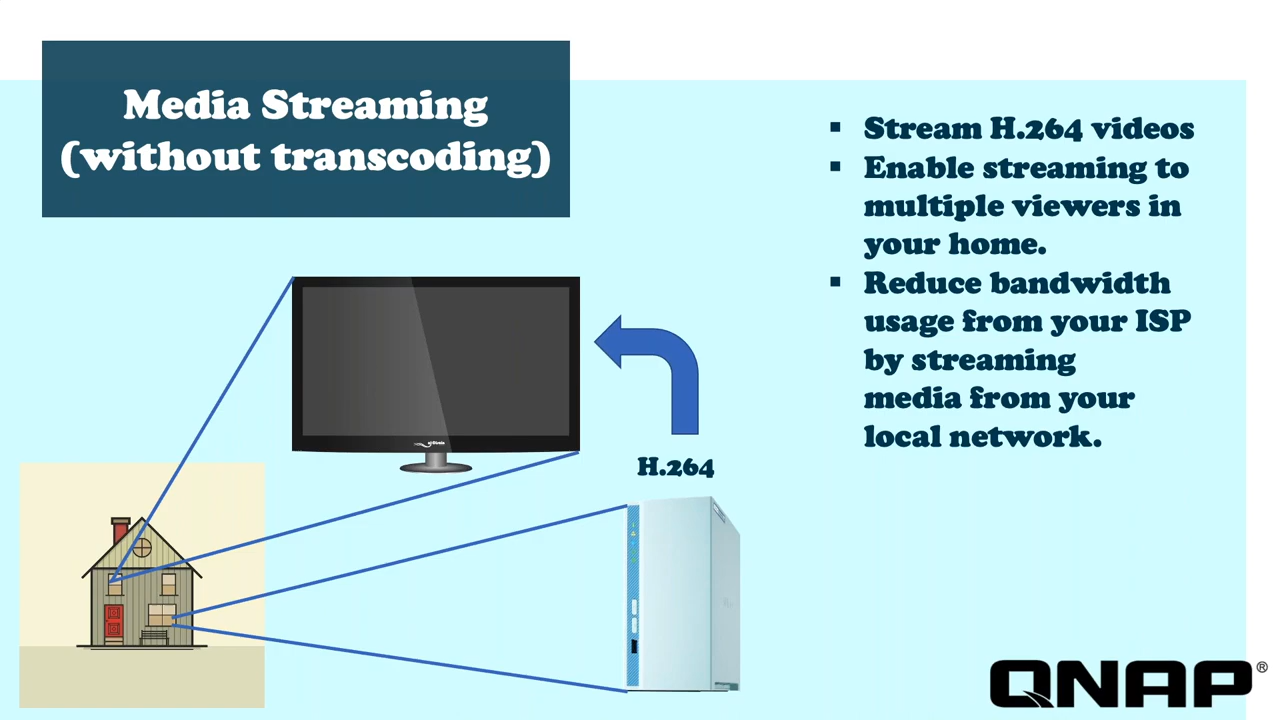 Media Streaming
(without transcoding)
▪ Stream H.264 videos
▪ Enable streaming to
multiple viewers in
your home.
▪ Reduce bandwidth
usage from your ISP
by streaming
media from your
local network.
H.264
QNAP®